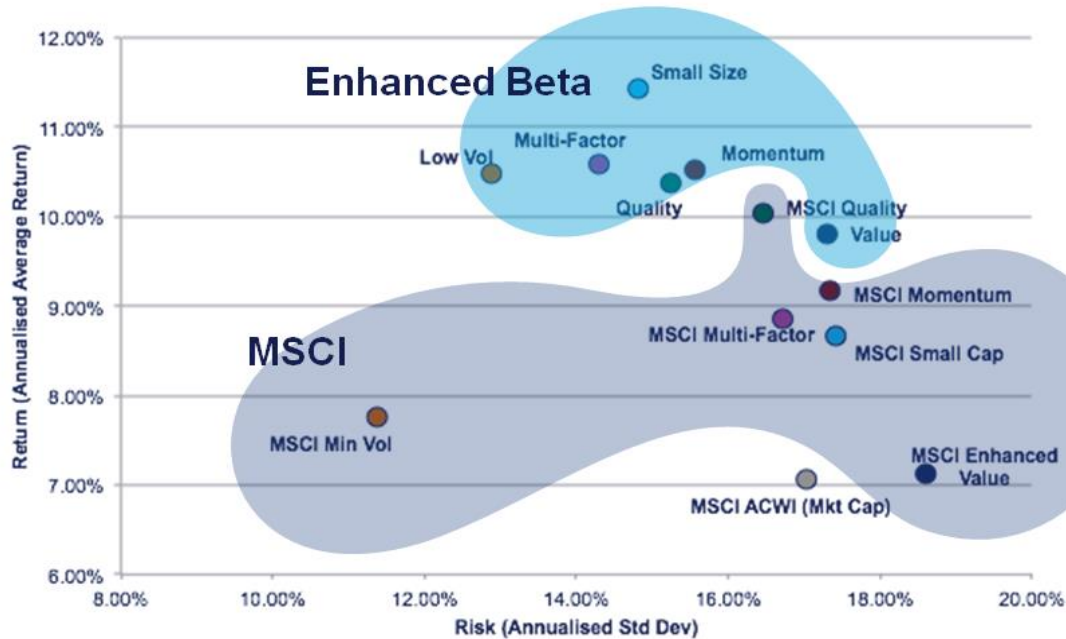 12.00%
11.00%
10.00%
9.00%
8.00%
7.00%
6.00%
Return (Annualised Average Return)
Enhanced Beta
Small Size
Multi-Factor
Low Vol
Momentum
Quality
MSCI Quality
Value
MSCI Momentum
MSCI Multi-Factor
MSCI
MSCI Small Cap
MSCI Min Vol
MSCI Enhanced
Value
MSCI ACWI (Mkt Cap)
8.00% 10.00% 12.00% 14.00% 16.00% 18.00% 20.00%
Risk (Annualised Std Dev)